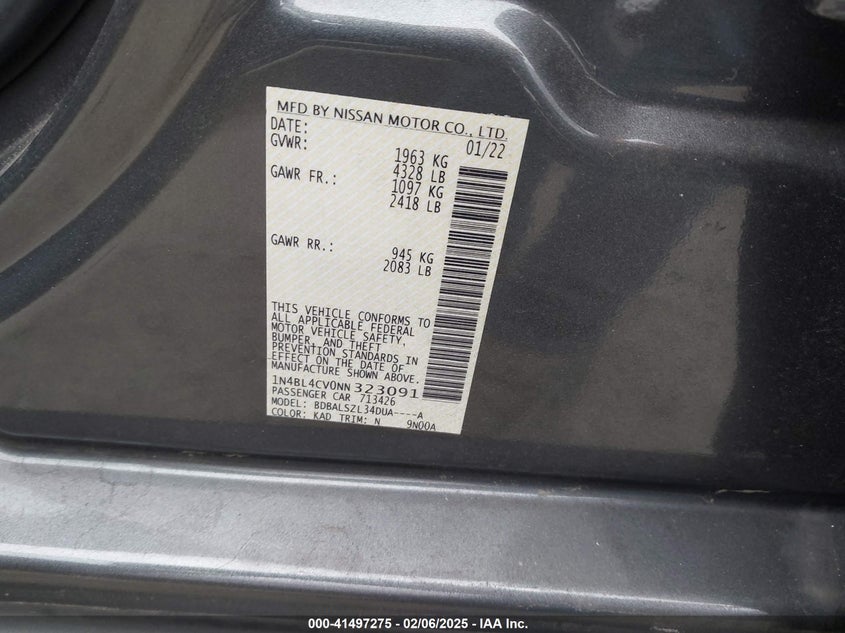 MFD BY NISSAN MOTOR CO., LTD.
DATE: 01/22
GVWR: 1963 KG
4328 LB
GAWR FR.: 1097 KG
2418 LB
GAWR RR.: 945 KG
2083 LB
THIS VEHICLE CONFORMS TO
ALL APPLICABLE FEDERAL
MOTOR VEHICLE SAFETY,
BUMPER, AND THEFT
PREVENTION STANDARDS IN
EFFECT ON THE DATE OF
MANUFACTURE SHOWN ABOVE.
1N4BL4CV0NN323091
PASSENGER CAR 713426
MODEL: BDBALSZL34DUA----A
COLOR: KAD TRIM: N 9N00A
000-41497275 - 02/06/2025 - IAA Inc.